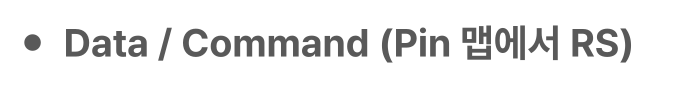 • Data / Command (Pin 맵에서 RS)